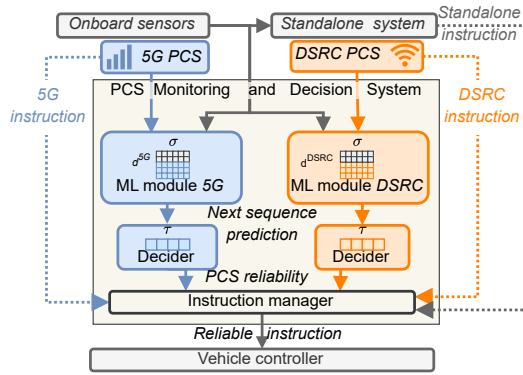 Onboard sensors
Standalone system
Standalone
instruction
5G PCS
DSRC PCS
PCS Monitoring and Decision System
5G
instruction
DSRC
instruction
σ
d5G
ML module 5G
σ
dDSRC
ML module DSRC
Next sequence
prediction
τ
Decider
τ
Decider
PCS reliability
Instruction manager
Reliable instruction
Vehicle controller